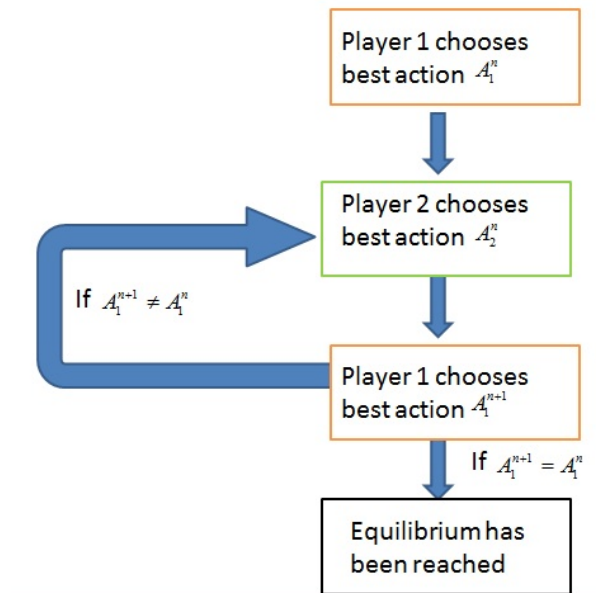 Player 1 chooses
best action A₁ⁿ
Player 2 chooses
best action A₂ⁿ
If A₁ⁿ⁺¹ ≠ A₁ⁿ
Player 1 chooses
best action A₁ⁿ⁺¹
If A₁ⁿ⁺¹ = A₁ⁿ
Equilibrium has
been reached